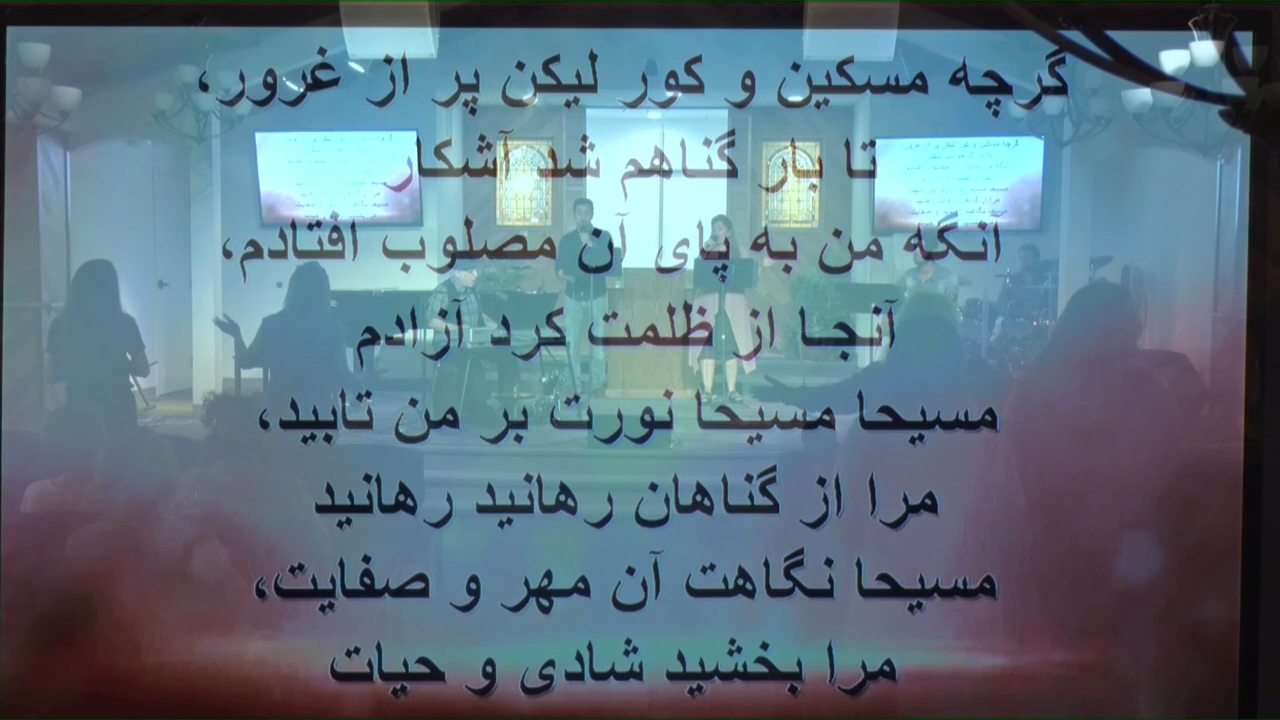 گرچه مسکین و کور لیکن پر از غرور،
تا بار گناهم شد آشکار
آنگه من به پای آن مصلوب افتادم،
آنجا از ظلمت کرد آزادم
مسیحا مسیحا نورت بر من تابید،
مرا از گناهان رهانید رهانید
مسیحا نگاهت آن مهر و صفایت،
مرا بخشید شادی و حیات